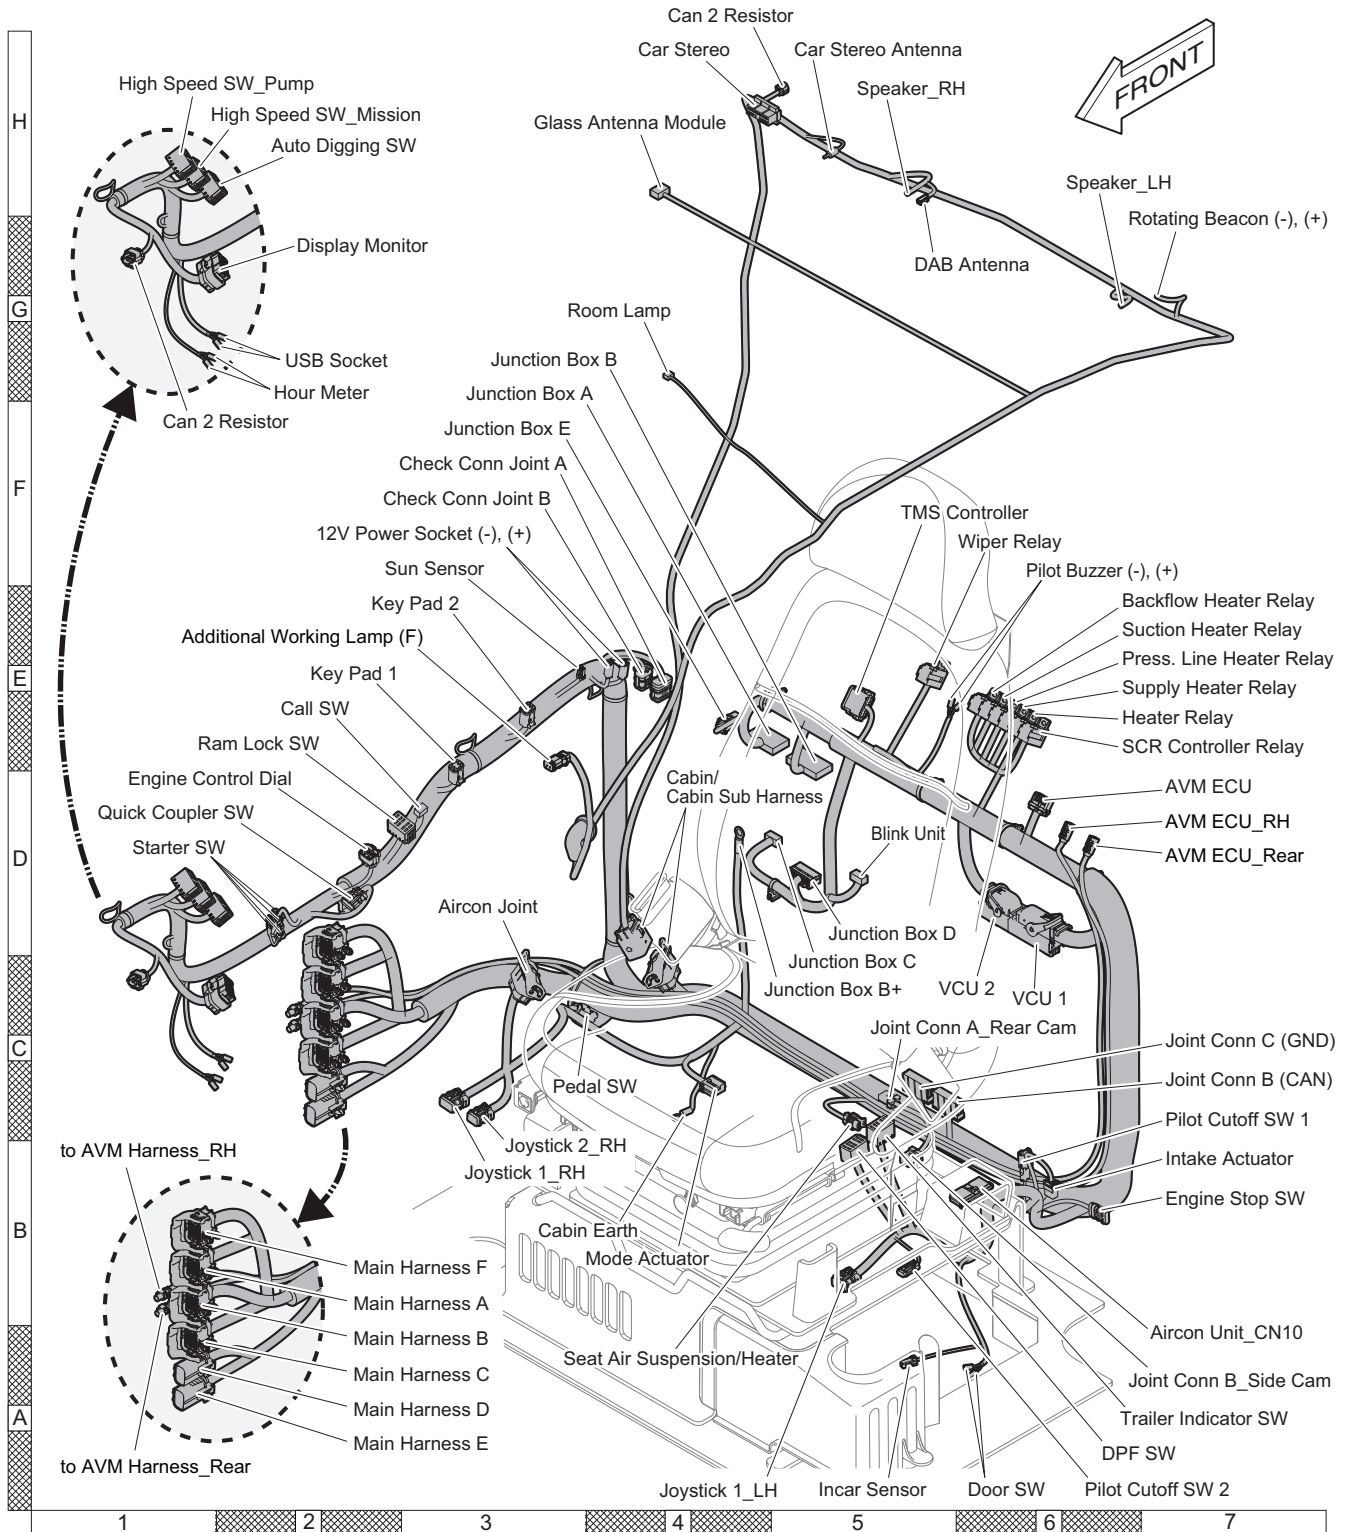 Can 2 Resistor
Car Stereo
Car Stereo Antenna
FRONT
High Speed SW_Pump
Speaker_RH
High Speed SW_Mission
Glass Antenna Module
H
Auto Digging SW
Speaker_LH
Rotating Beacon (-), (+)
Display Monitor
DAB Antenna
G
Room Lamp
USB Socket
Junction Box B
Hour Meter
Junction Box A
Can 2 Resistor
Junction Box E
Check Conn Joint A
F
Check Conn Joint B
TMS Controller
12V Power Socket (-), (+)
Wiper Relay
Sun Sensor
Pilot Buzzer (-), (+)
Key Pad 2
Backflow Heater Relay
Additional Working Lamp (F)
Suction Heater Relay
E
Key Pad 1
Press. Line Heater Relay
Call SW
Supply Heater Relay
Heater Relay
Ram Lock SW
SCR Controller Relay
Engine Control Dial
Cabin/
Cabin Sub Harness
AVM ECU
Quick Coupler SW
AVM ECU_RH
D
Starter SW
Blink Unit
AVM ECU_Rear
Aircon Joint
Junction Box D
Junction Box C
Junction Box B+
VCU 2
VCU 1
Joint Conn A_Rear Cam
C
Joint Conn C (GND)
Pedal SW
Joint Conn B (CAN)
Pilot Cutoff SW 1
to AVM Harness_RH
Joystick 2_RH
Joystick 1_RH
Intake Actuator
Engine Stop SW
B
Cabin Earth
Mode Actuator
Main Harness F
Main Harness A
Main Harness B
Aircon Unit_CN10
Seat Air Suspension/Heater
Main Harness C
Joint Conn B_Side Cam
Main Harness D
A
Trailer Indicator SW
Main Harness E
DPF SW
to AVM Harness_Rear
Joystick 1_LH
Incar Sensor
Door SW
Pilot Cutoff SW 2
1
2
3
4
5
6
7